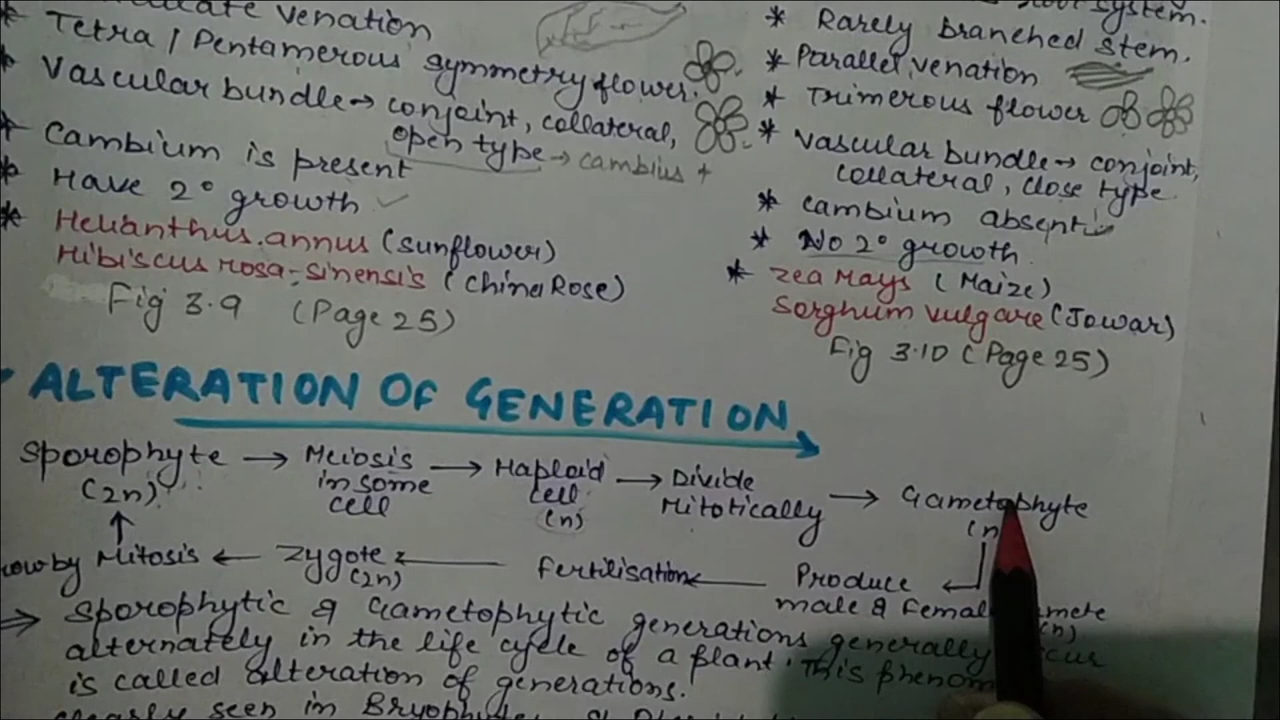 Venation
* Tetra / Pentamerous symmetry flower.
* Vascular bundle → conjoint, collateral,
open type → cambium +
* Cambium is present
* Have 2° growth ✓
* Helianthus annus (Sunflower)
Hibiscus rosa-sinensis (China Rose)
Fig 3.9 (Page 25)
system.
* Rarely branched stem.
* Parallel venation
* Trimerous flower
* Vascular bundle → conjoint,
collateral, close type.
* Cambium absent
* No 2° growth.
* Zea Mays (Maize)
Sorghum vulgare (Jowar)
Fig 3.10 (Page 25)
ALTERATION OF GENERATION
Sporophyte (2n) → Meiosis in some cell → Haploid cell (n) → Divide Mitotically → Gametophyte (n
by Mitosis ← Zygote (2n) ← Fertilisation ← Produce male & Female (n)
⇒ Sporophytic & Gametophytic generations generally
alternately in the life cycle of a plant. This
is called alteration of generations.
seen in